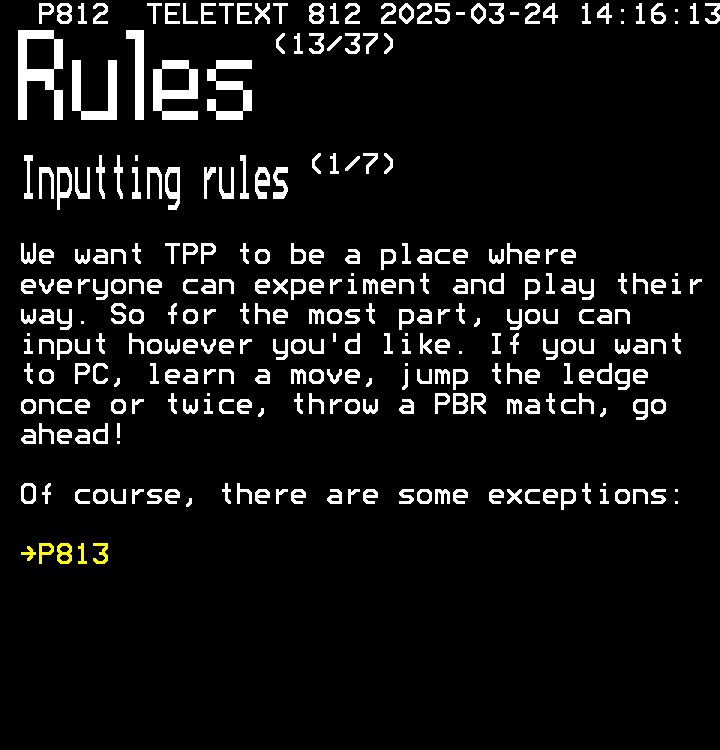 P812 TELETEXT 812 2025-03-24 14:16:13
Rules (13/37)
Inputting rules (1/7)
We want TPP to be a place where
everyone can experiment and play their
way. So for the most part, you can
input however you'd like. If you want
to PC, learn a move, jump the ledge
once or twice, throw a PBR match, go
ahead!
Of course, there are some exceptions:
→P813